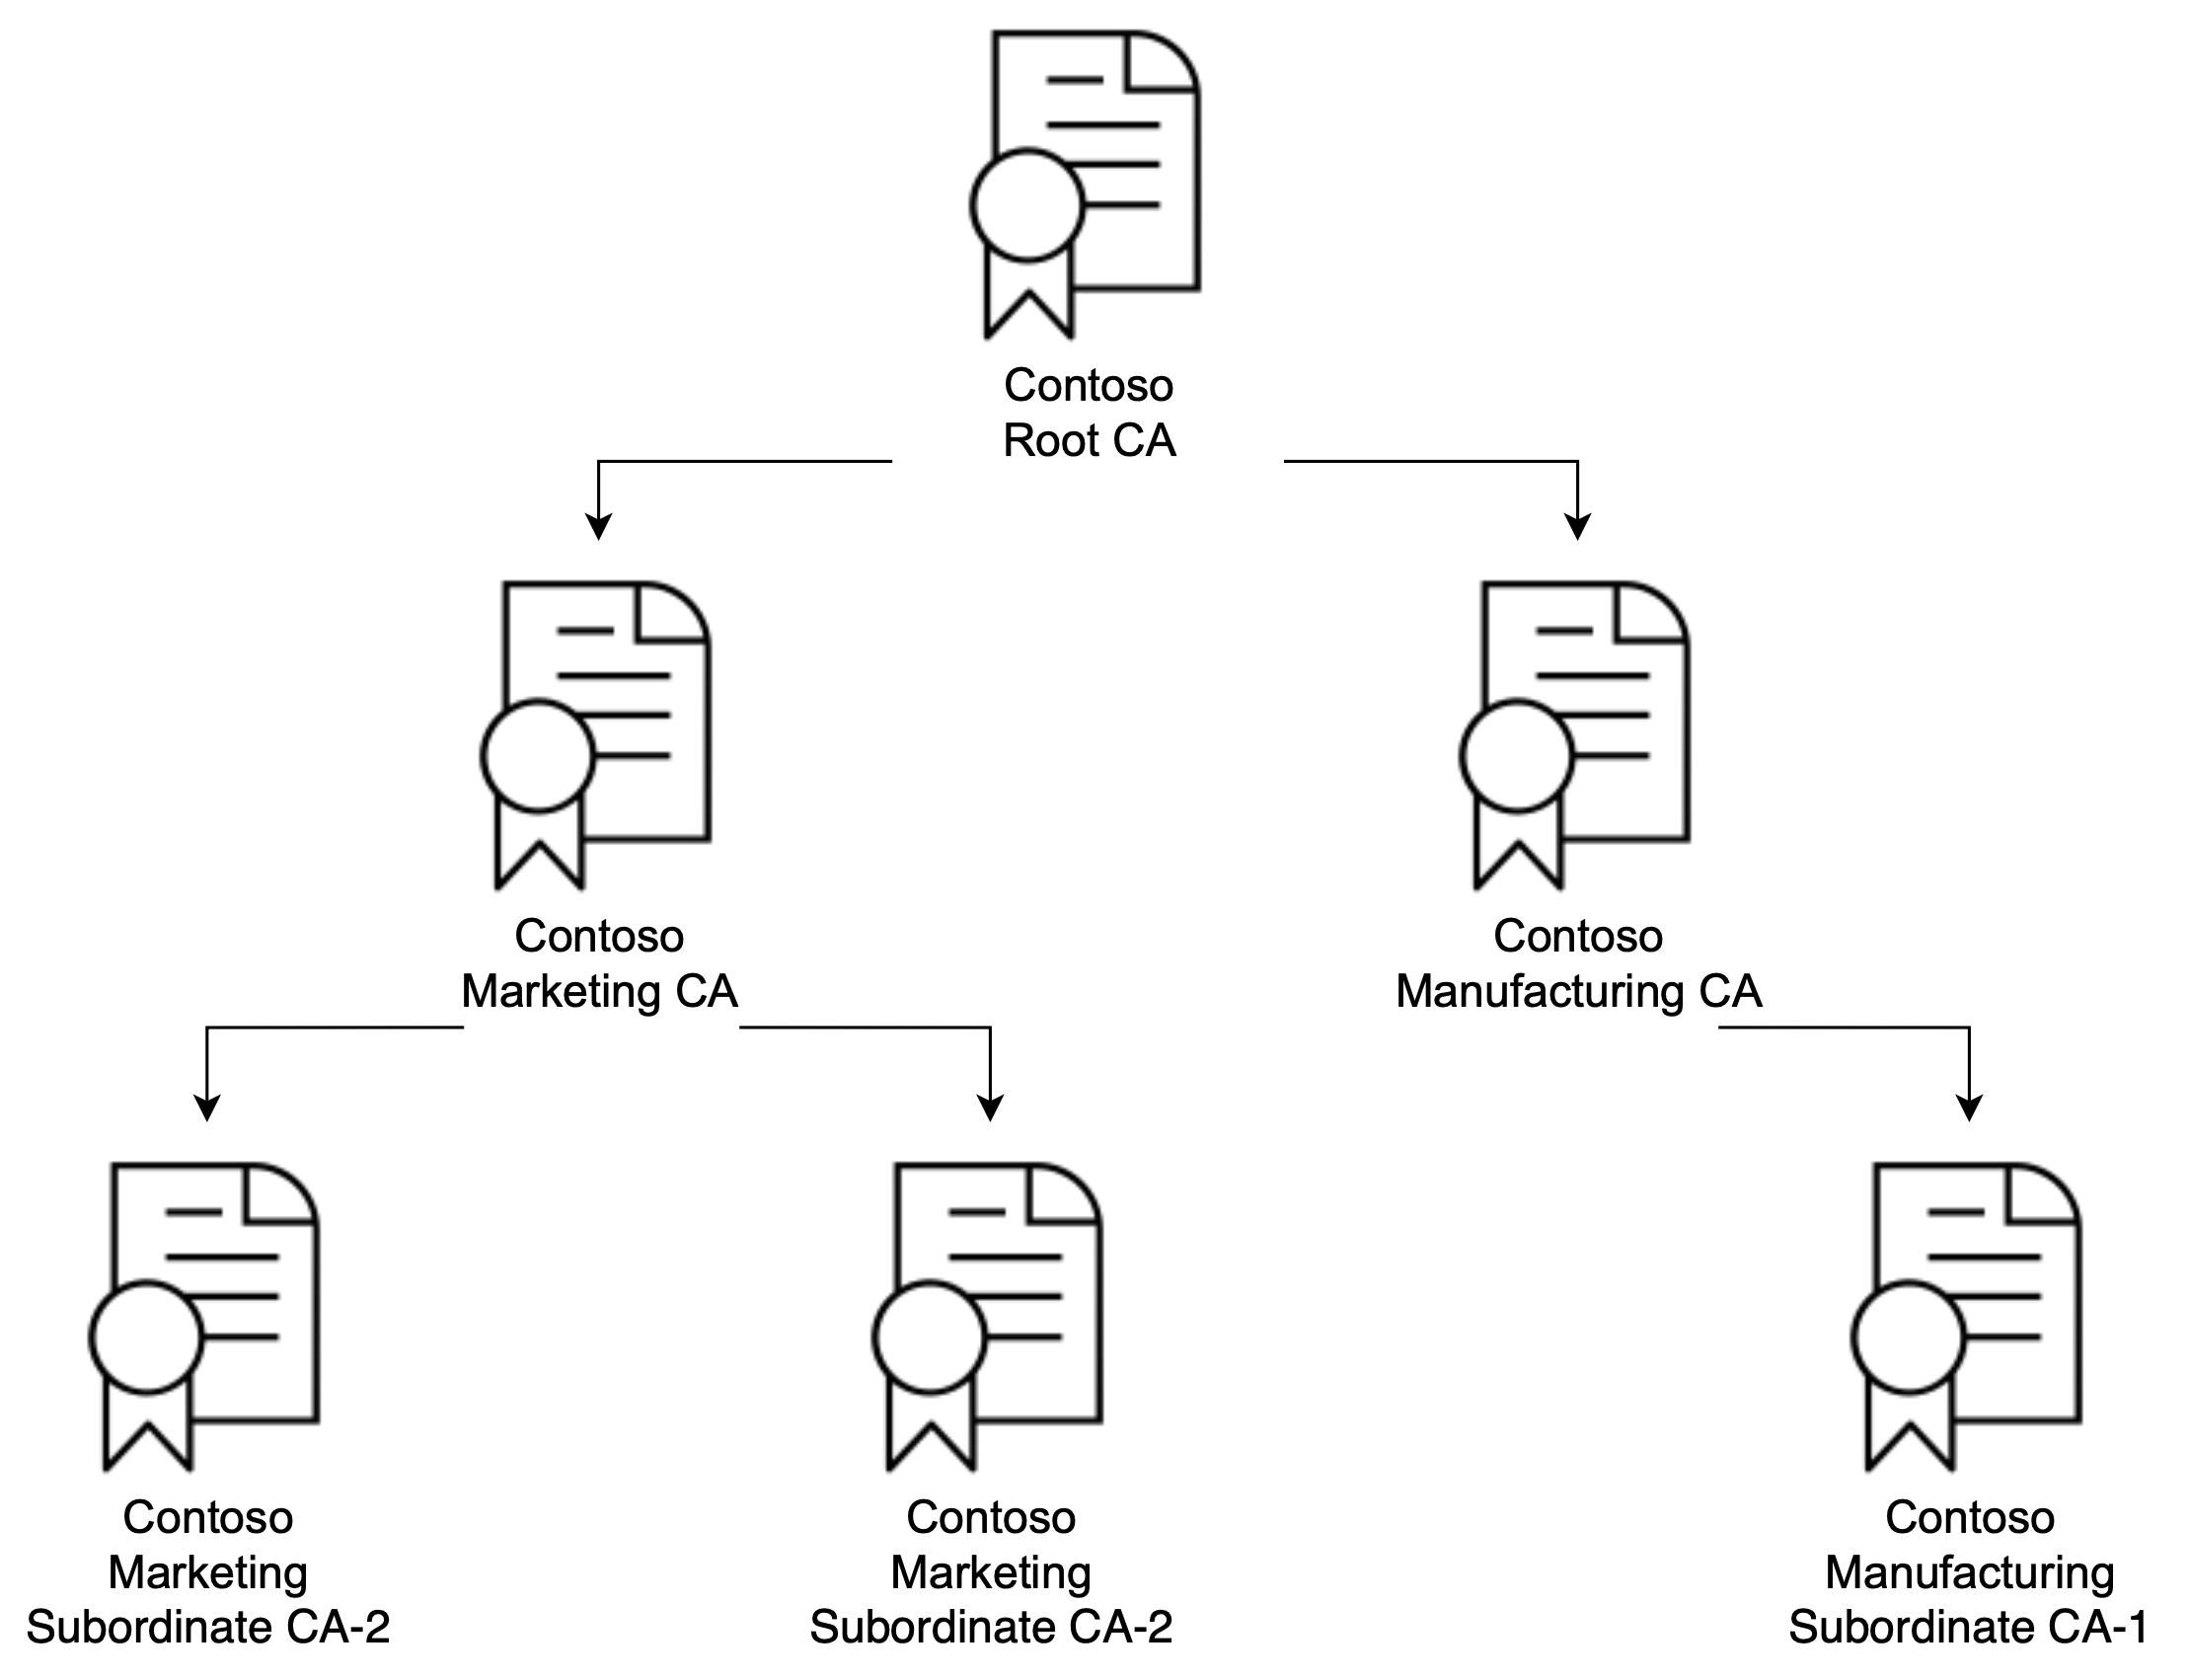 Contoso
Root CA
Contoso
Marketing CA
Contoso
Manufacturing CA
Contoso
Marketing
Subordinate CA-2
Contoso
Marketing
Subordinate CA-2
Contoso
Manufacturing
Subordinate CA-1